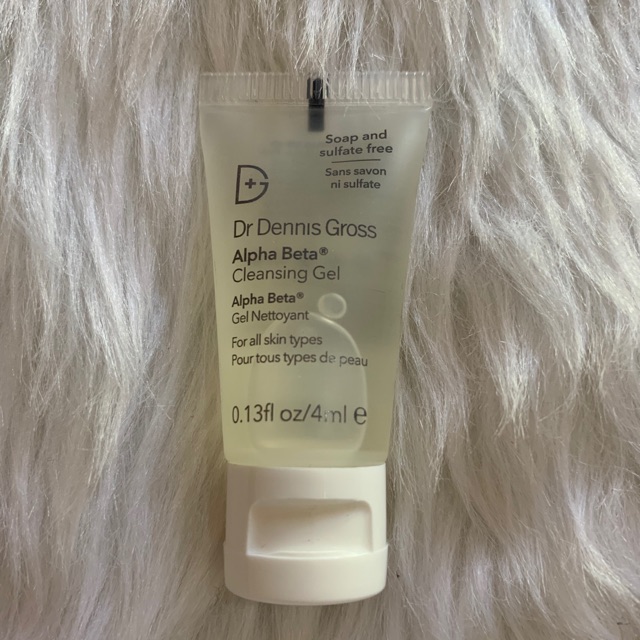 Soap and
sulfate free
Sans savon
ni sulfate
DG
Dr Dennis Gross
Alpha Beta®
Cleansing Gel
Alpha Beta®
Gel Nettoyant
For all skin types
Pour tous types de peau
0.13fl oz/4ml e